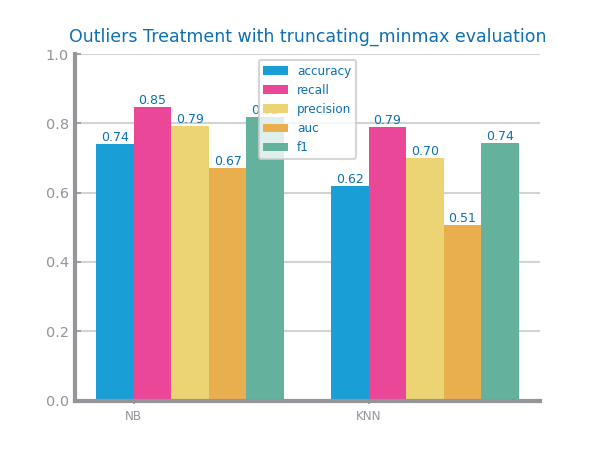 Outliers Treatment with truncating_minmax evaluation
1.0
0.8
0.6
0.4
0.2
0.0
0.74
0.85
0.79
0.67
0.62
0.79
0.70
0.51
0.74
accuracy
recall
precision
auc
f1
NB
KNN